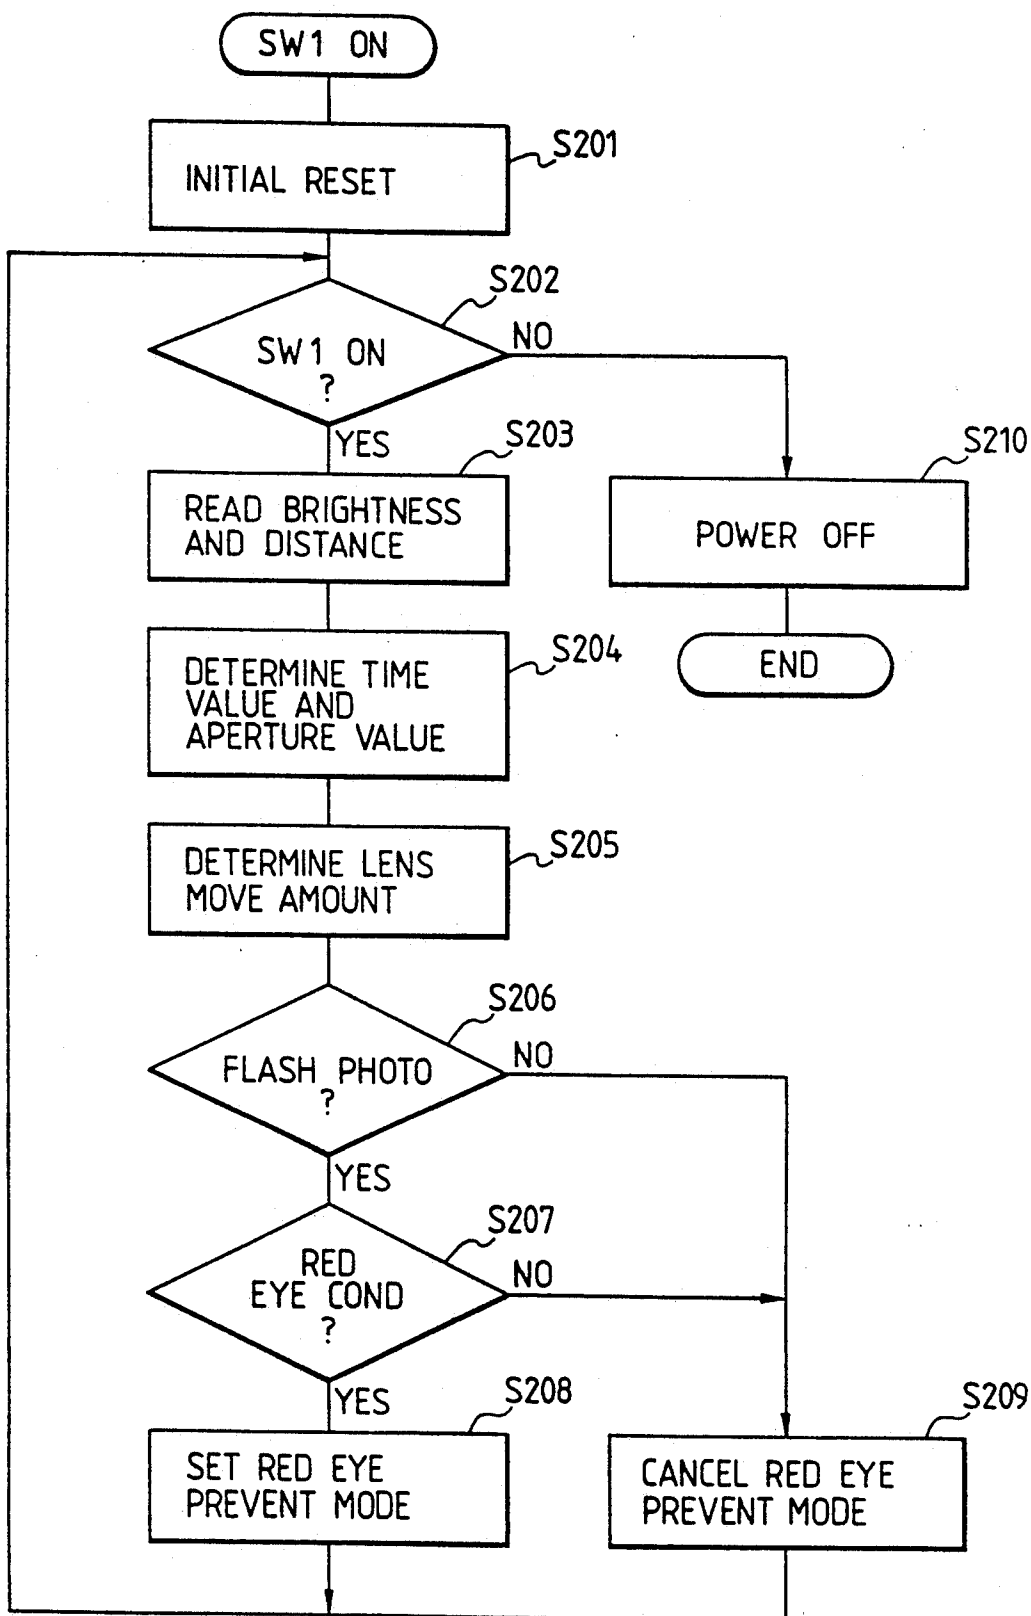 SW1 ON
INITIAL RESET
S201
S202
SW1 ON
?
NO
YES
S203
READ BRIGHTNESS
AND DISTANCE
S210
POWER OFF
END
S204
DETERMINE TIME
VALUE AND
APERTURE VALUE
S205
DETERMINE LENS
MOVE AMOUNT
S206
FLASH PHOTO
?
NO
YES
S207
RED
EYE COND
?
NO
YES
S208
SET RED EYE
PREVENT MODE
S209
CANCEL RED EYE
PREVENT MODE